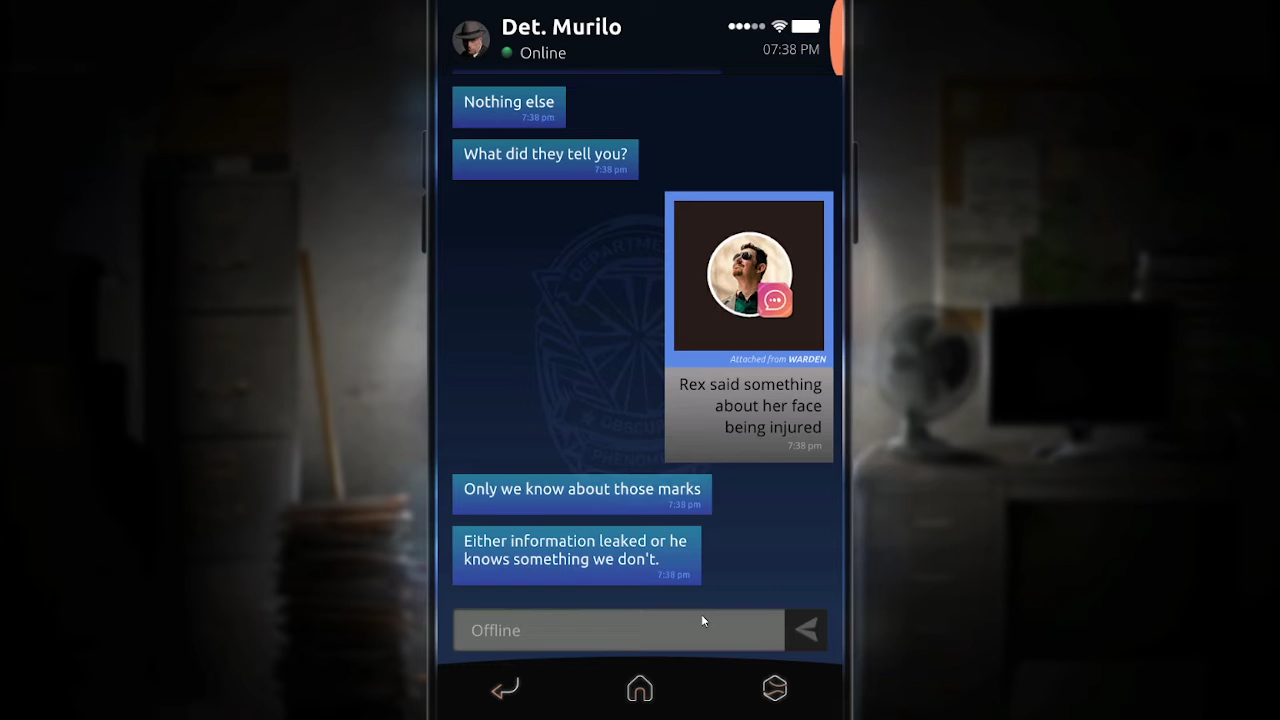 Det. Murilo
Online
07:38 PM
Nothing else
7:38 pm
What did they tell you?
7:38 pm
Attached from WARDEN
Rex said something
about her face
being injured
7:38 pm
Only we know about those marks
7:38 pm
Either information leaked or he
knows something we don't.
7:38 pm
Offline